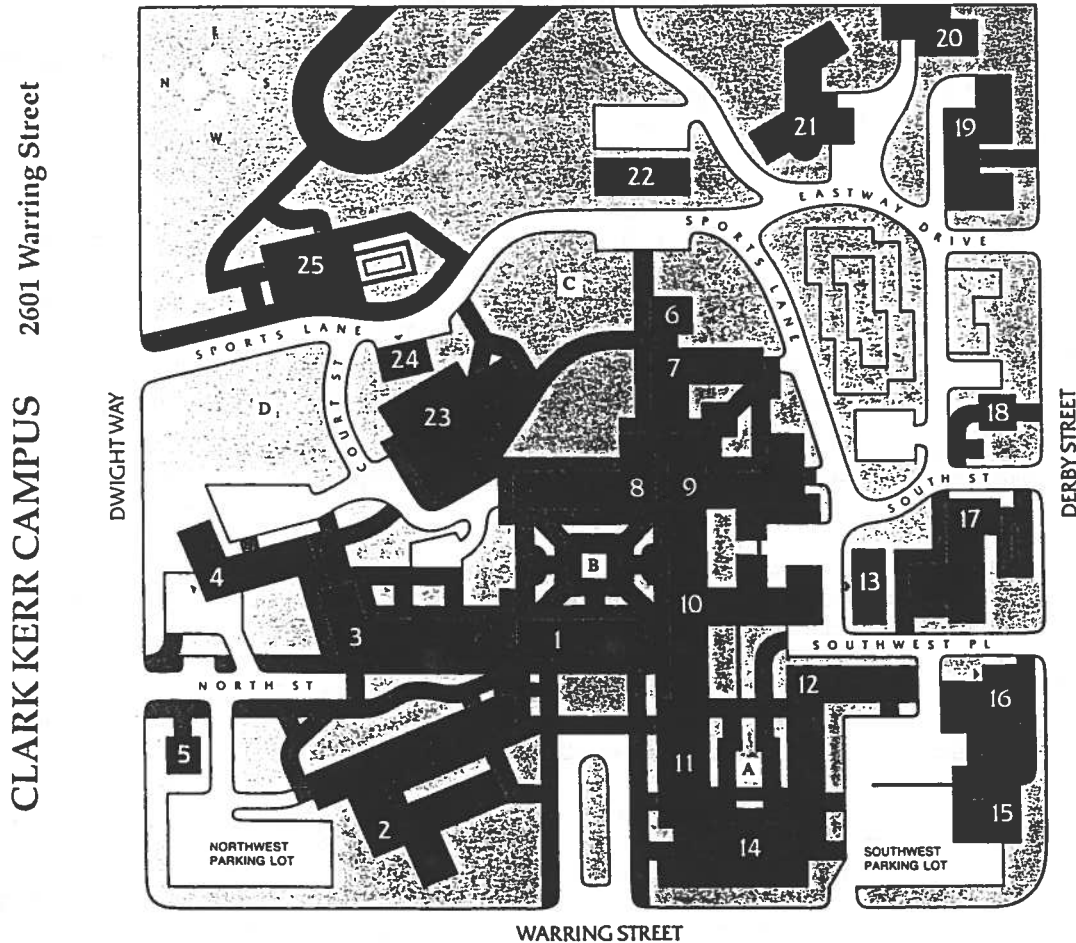 CLARK KERR CAMPUS 2601 Warring Street
E
N S
W
20
21
19
22
EASTWAY DRIVE
SPORTS LANE
25
C
6
SPORTS LANE
24
7
D
COURT ST
23
18
DWIGHT WAY
DERBY STREET
8 9
SOUTH ST
17
B
4
13
10
3 1
SOUTHWEST PL
NORTH ST
12
16
5
11
A
15
2
14
NORTHWEST
PARKING LOT
SOUTHWEST
PARKING LOT
WARRING STREET